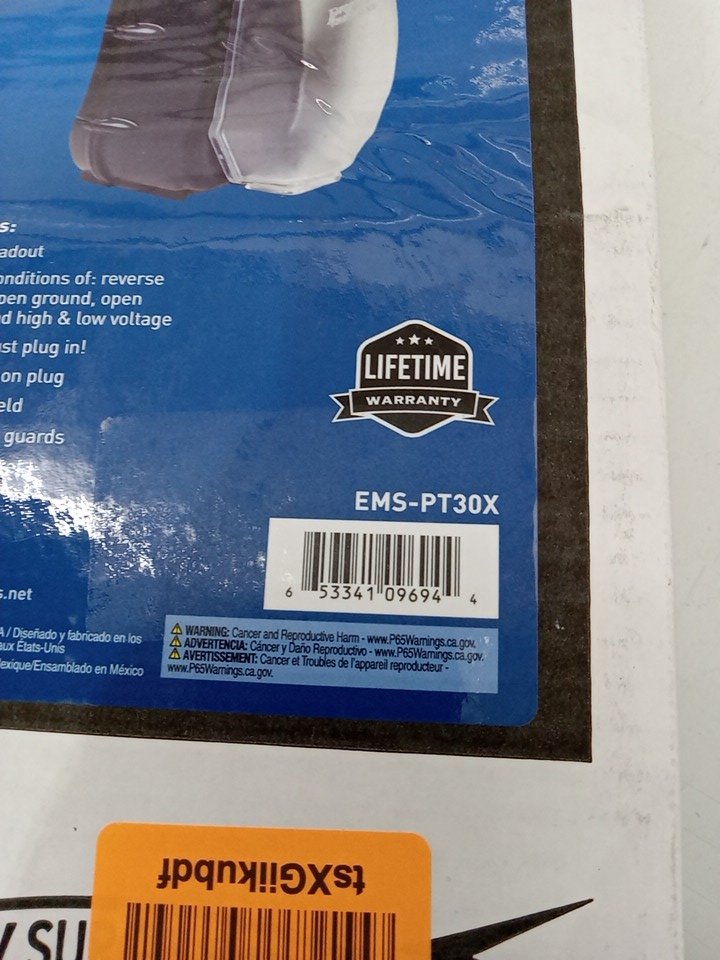 s:
adout
onditions of: reverse
pen ground, open
d high & low voltage
st plug in!
on plug
eld
guards
LIFETIME
WARRANTY
EMS-PT30X
6 53341 09694 4
s.net
A / Diseñado y fabricado en los
aux États-Unis
exique/Ensamblado en México
WARNING: Cancer and Reproductive Harm - www.P65Warnings.ca.gov.
ADVERTENCIA: Cáncer y Daño Reproductivo - www.P65Warnings.ca.gov.
AVERTISSEMENT: Cancer et Troubles de l'appareil reproducteur -
www.P65Warnings.ca.gov.
tsXGiikubdf
Y SU